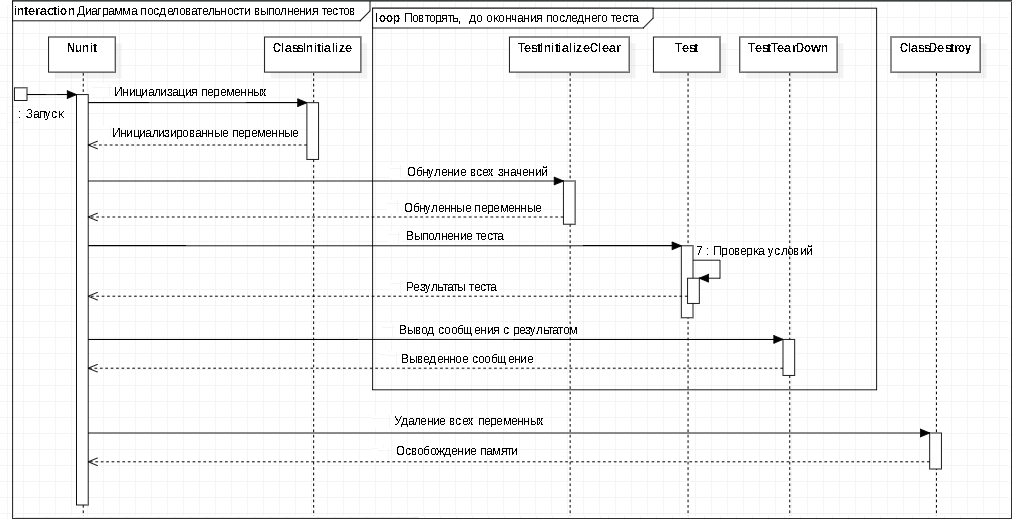 interaction Диаграмма посделовательности выполнения тестов
loop Повторять, до окончания последнего теста
Nunit
ClassInitialize
TestInitializeClear
Test
TestTearDown
ClassDestroy
: Запуск
Инициализация переменных
Инициализированные переменные
Обнуление всех значений
Обнуленные переменные
Выполнение теста
7 : Проверка условий
Результаты теста
Вывод сообщения с результатом
Выведенное сообщение
Удаление всех переменных
Освобождение памяти